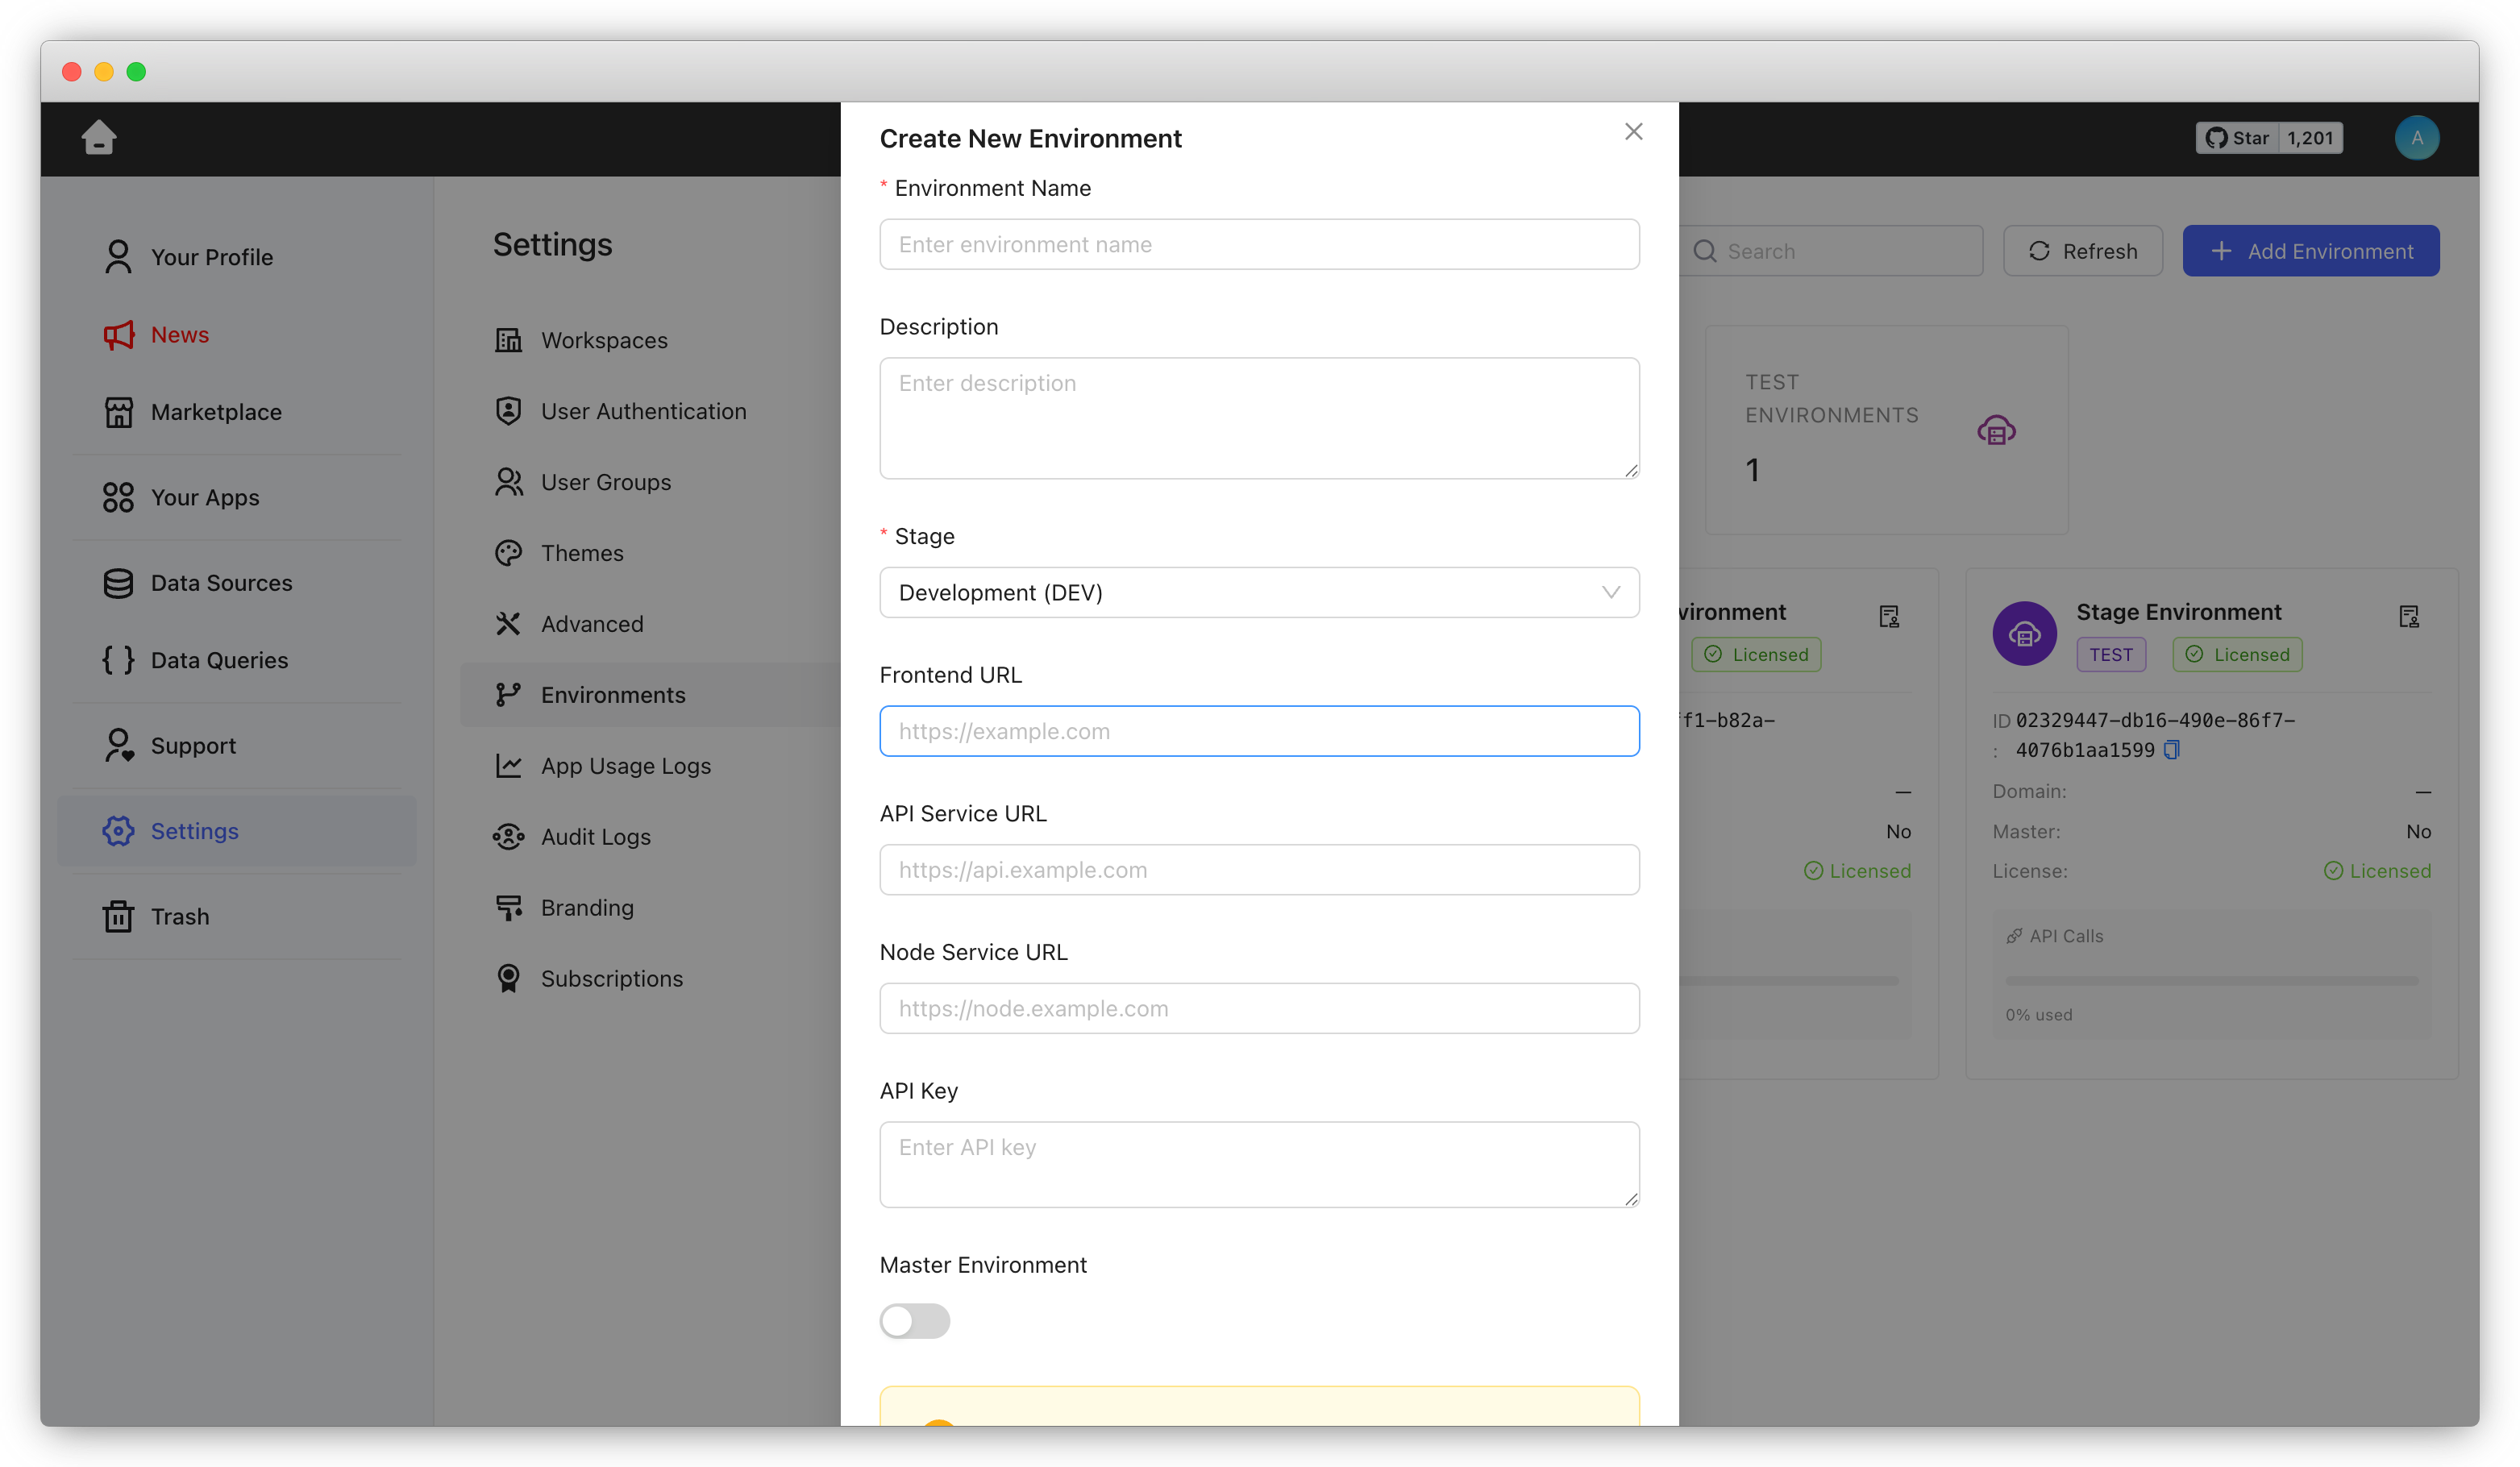 Star 1,201
A
Your Profile
News
Marketplace
Your Apps
Data Sources
Data Queries
Support
Settings
Trash
Settings
Workspaces
User Authentication
User Groups
Themes
Advanced
Environments
App Usage Logs
Audit Logs
Branding
Subscriptions
Create New Environment
* Environment Name
Enter environment name
Description
Enter description
* Stage
Development (DEV)
Frontend URL
https://example.com
API Service URL
https://api.example.com
Node Service URL
https://node.example.com
API Key
Enter API key
Master Environment
Search
Refresh
Add Environment
TEST
ENVIRONMENTS
1
vironment
Licensed
f1-b82a-
—
No
Licensed
Stage Environment
TEST
Licensed
ID 02329447-db16-490e-86f7-
: 4076b1aa1599
Domain: —
Master: No
License: Licensed
API Calls
0% used